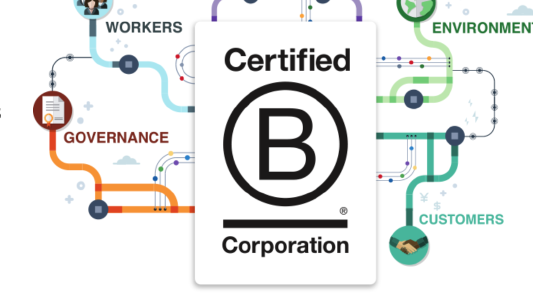 WORKERS
ENVIRONMENT
Certified
B
®
Corporation
GOVERNANCE
CUSTOMERS